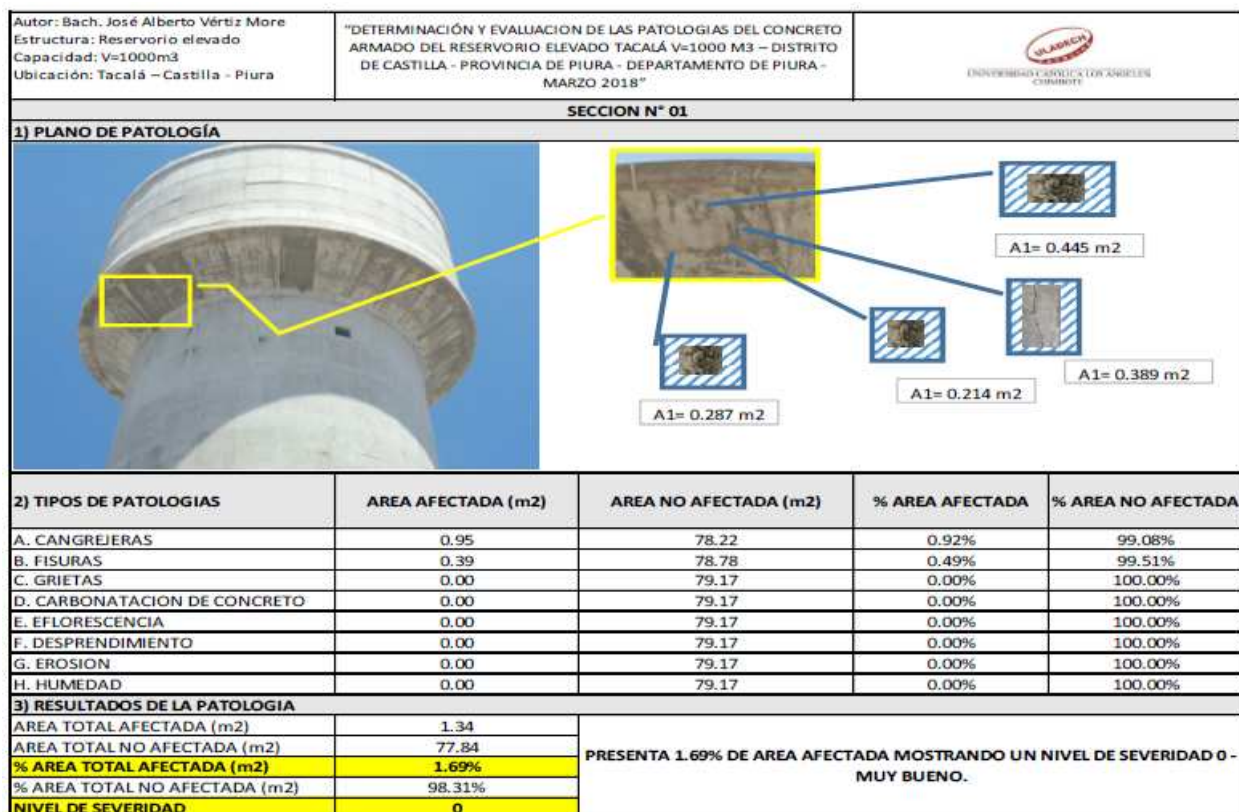 Autor: Bach. José Alberto Vértiz More
Estructura: Reservorio elevado
Capacidad: V=1000m3
Ubicación: Tacalá – Castilla - Piura
"DETERMINACIÓN Y EVALUACION DE LAS PATOLOGIAS DEL CONCRETO
ARMADO DEL RESERVORIO ELEVADO TACALÁ V=1000 M3 – DISTRITO
DE CASTILLA - PROVINCIA DE PIURA - DEPARTAMENTO DE PIURA -
MARZO 2018"
ULADECH
UNIVERSIDAD CATOLICA LOS ANGELES
CHIMBOTE
SECCION N° 01
1) PLANO DE PATOLOGÍA
A1= 0.445 m2
A1= 0.389 m2
A1= 0.214 m2
A1= 0.287 m2
2) TIPOS DE PATOLOGIAS AREA AFECTADA (m2) AREA NO AFECTADA (m2) % AREA AFECTADA % AREA NO AFECTADA
A. CANGREJERAS 0.95 78.22 0.92% 99.08%
B. FISURAS 0.39 78.78 0.49% 99.51%
C. GRIETAS 0.00 79.17 0.00% 100.00%
D. CARBONATACION DE CONCRETO 0.00 79.17 0.00% 100.00%
E. EFLORESCENCIA 0.00 79.17 0.00% 100.00%
F. DESPRENDIMIENTO 0.00 79.17 0.00% 100.00%
G. EROSION 0.00 79.17 0.00% 100.00%
H. HUMEDAD 0.00 79.17 0.00% 100.00%
3) RESULTADOS DE LA PATOLOGIA
AREA TOTAL AFECTADA (m2) 1.34
AREA TOTAL NO AFECTADA (m2) 77.84
% AREA TOTAL AFECTADA (m2) 1.69%
% AREA TOTAL NO AFECTADA (m2) 98.31%
NIVEL DE SEVERIDAD 0
PRESENTA 1.69% DE AREA AFECTADA MOSTRANDO UN NIVEL DE SEVERIDAD 0 -
MUY BUENO.